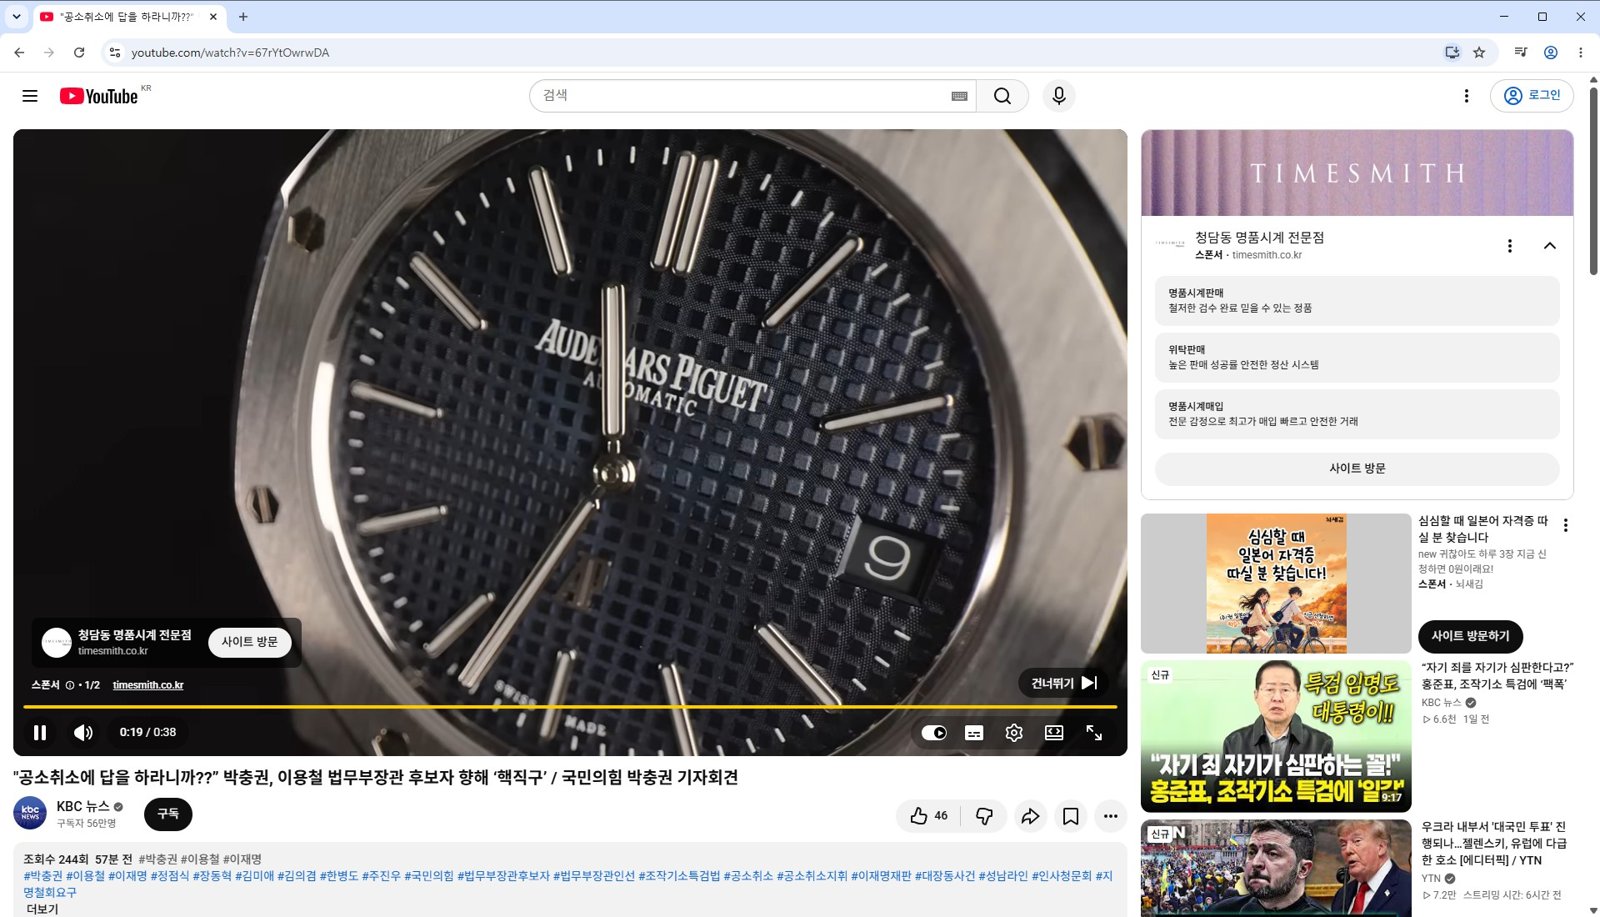 "공소취소에 답을 하라니까??"
youtube.com/watch?v=67rYtOwrwDA
YouTube KR
검색
로그인
AUDEMARS PIGUET
AUTOMATIC
9
SWISS MADE
청담동 명품시계 전문점
timesmith.co.kr
사이트 방문
스폰서 · 1/2 timesmith.co.kr
건너뛰기
0:19 / 0:38
"공소취소에 답을 하라니까??” 박충권, 이용철 법무부장관 후보자 향해 ‘핵직구’ / 국민의힘 박충권 기자회견
kbc NEWS
KBC 뉴스
구독자 56만명
구독
46
조회수 244회 57분 전 #박충권 #이용철 #이재명
#박충권 #이용철 #이재명 #정점식 #장동혁 #김미애 #김의겸 #한병도 #주진우 #국민의힘 #법무부장관후보자 #법무부장관인선 #조작기소특검법 #공소취소 #공소취소지휘 #이재명재판 #대장동사건 #성남라인 #인사청문회 #지
명철회요구
더보기
TIMESMITH
청담동 명품시계 전문점
스폰서 · timesmith.co.kr
명품시계판매
철저한 검수 완료 믿을 수 있는 정품
위탁판매
높은 판매 성공률 안전한 정산 시스템
명품시계매입
전문 감정으로 최고가 매입 빠르고 안전한 거래
사이트 방문
뇌새김
심심할 때
일본어 자격증
따실 분 찾습니다!
심심할 때 일본어 자격증 따
실 분 찾습니다
new 귀찮아도 하루 3장 지금 신
청하면 0원이래요!
스폰서 · 뇌새김
사이트 방문하기
신규
특검 임명도
대통령이!!
“자기 죄 자기가 심판하는 꼴!”
홍준표, 조작기소 특검에 ‘일갈’
9:17
“자기 죄를 자기가 심판한다고?”
홍준표, 조작기소 특검에 ‘팩폭’
KBC 뉴스
6.6천 1일 전
신규
우크라 내부서 '대국민 투표' 진
행되나...젤렌스키, 유럽에 다급
한 호소 [에디터픽] / YTN
YTN
7.2만 스트리밍 시간: 6시간 전